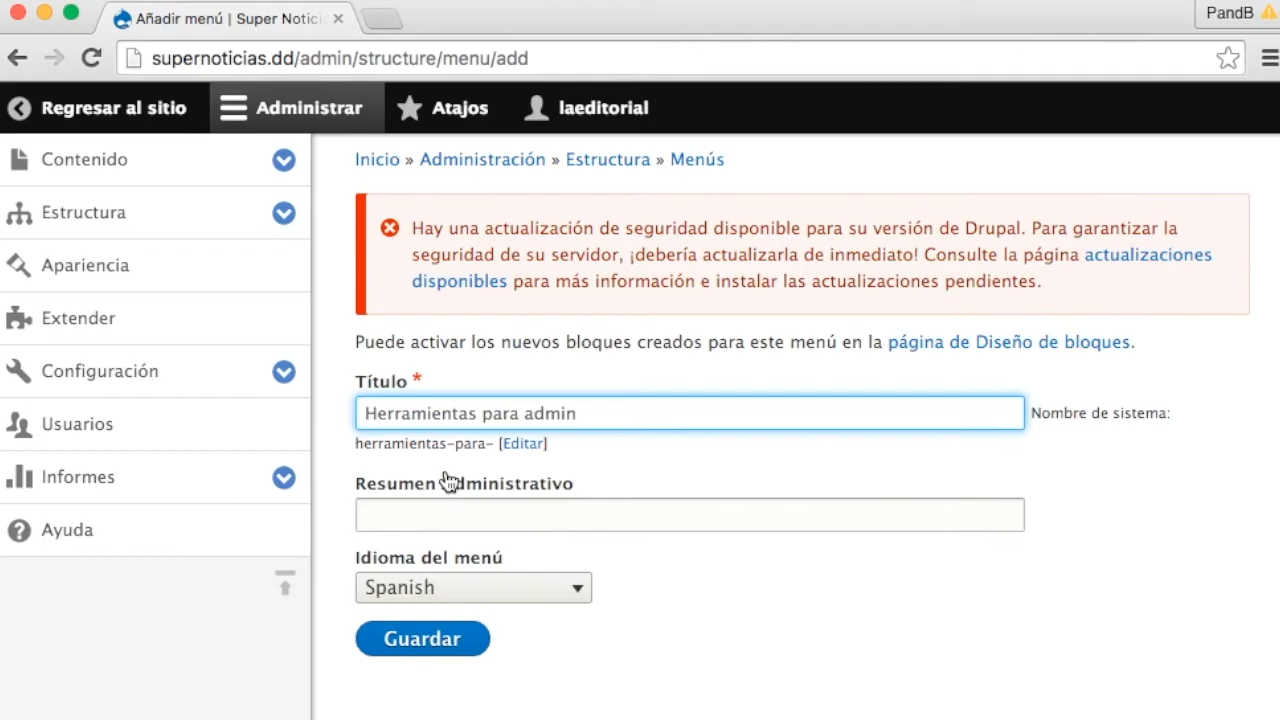 Añadir menú | Super Notici
PandB
supernoticias.dd/admin/structure/menu/add
Regresar al sitio
Administrar
Atajos
laeditorial
Contenido
Estructura
Apariencia
Extender
Configuración
Usuarios
Informes
Ayuda
Inicio » Administración » Estructura » Menús
Hay una actualización de seguridad disponible para su versión de Drupal. Para garantizar la
seguridad de su servidor, ¡debería actualizarla de inmediato! Consulte la página actualizaciones
disponibles para más información e instalar las actualizaciones pendientes.
Puede activar los nuevos bloques creados para este menú en la página de Diseño de bloques.
Título *
Herramientas para admin
Nombre de sistema:
herramientas-para- [Editar]
Resumen administrativo
Idioma del menú
Spanish
Guardar